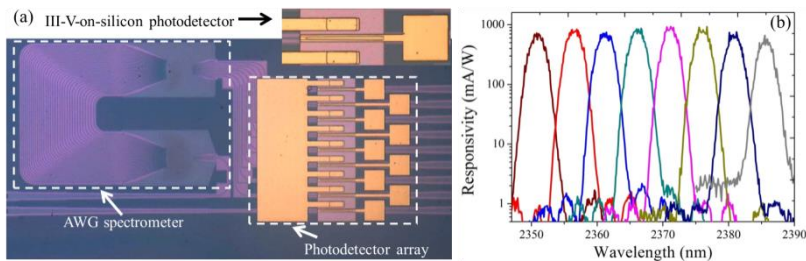 (a) III-V-on-silicon photodetector
AWG spectrometer
Photodetector array
(b)
Responsivity (mA/W)
1000
100
10
1
2350 2360 2370 2380 2390
Wavelength (nm)